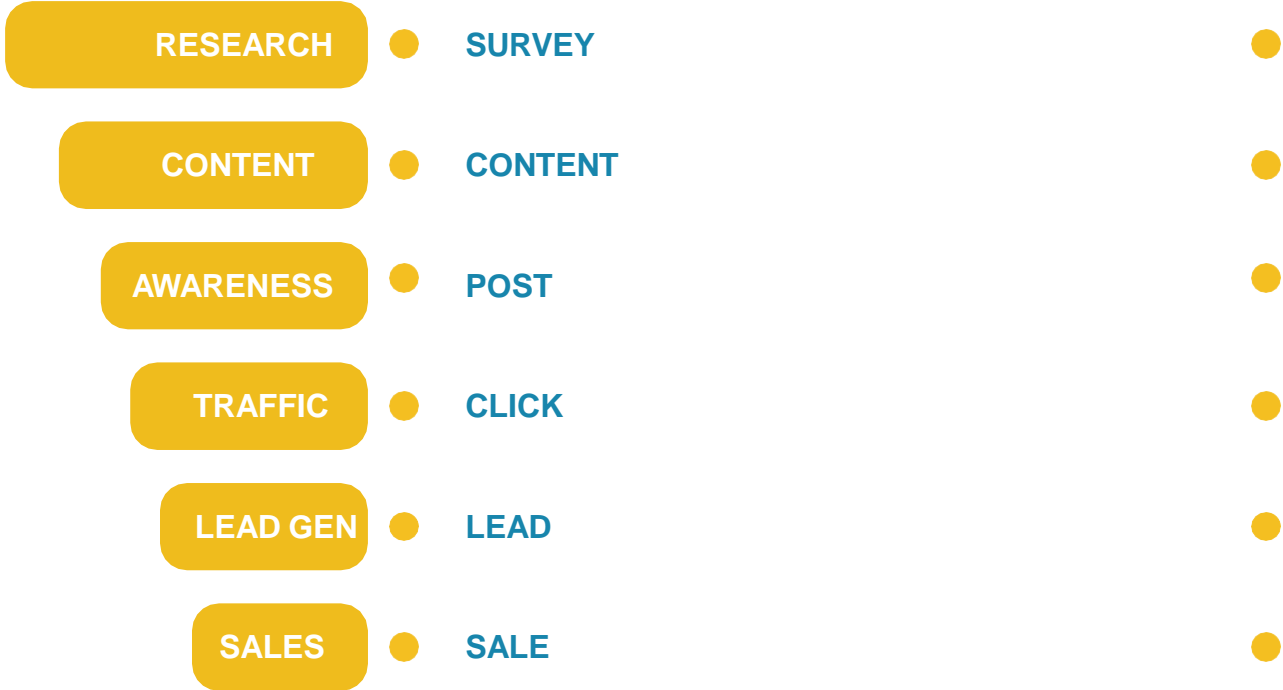 RESEARCH SURVEY
CONTENT CONTENT
AWARENESS POST
TRAFFIC CLICK
LEAD GEN LEAD
SALES SALE